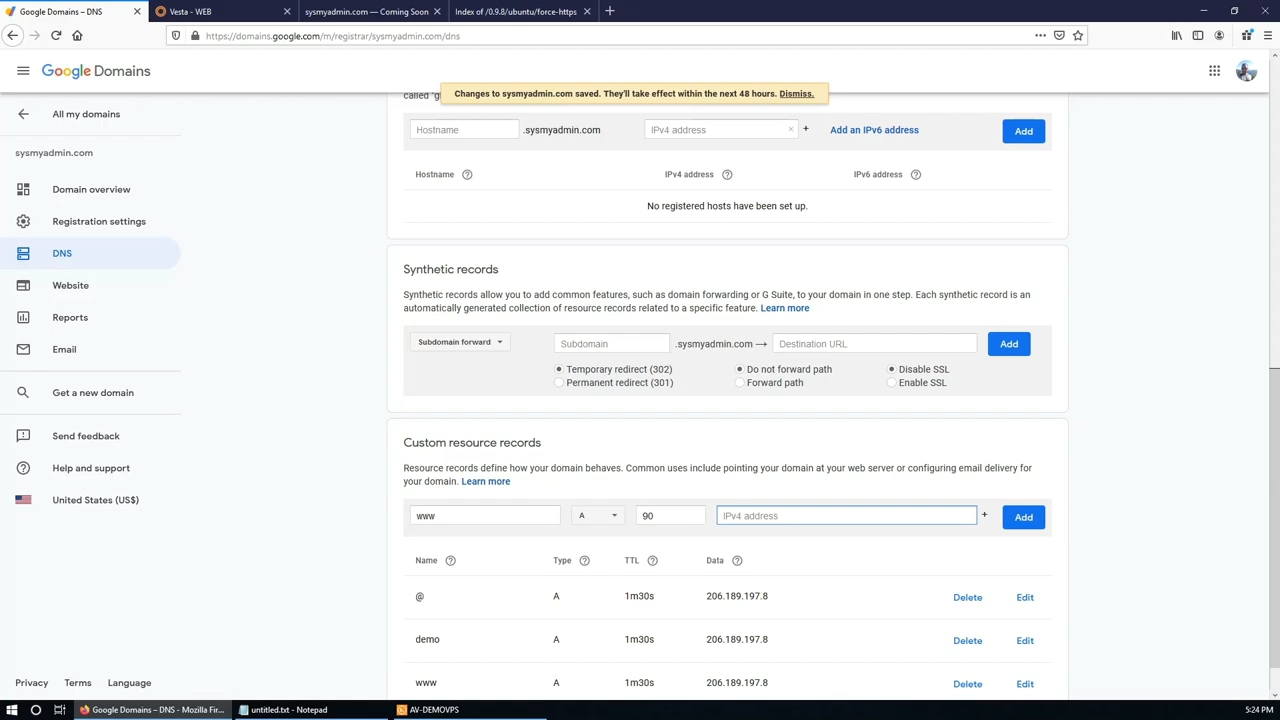 Google Domains – DNS
Vesta - WEB
sysmyadmin.com — Coming Soon
Index of /0.9.8/ubuntu/force-https
https://domains.google.com/m/registrar/sysmyadmin.com/dns
Google Domains
Changes to sysmyadmin.com saved. They'll take effect within the next 48 hours. Dismiss.
All my domains
sysmyadmin.com
Domain overview
Registration settings
DNS
Website
Reports
Email
Get a new domain
Send feedback
Help and support
United States (US$)
Privacy Terms Language
called "g
Hostname .sysmyadmin.com IPv4 address × + Add an IPv6 address Add
Hostname ? IPv4 address ? IPv6 address ?
No registered hosts have been set up.
Synthetic records
Synthetic records allow you to add common features, such as domain forwarding or G Suite, to your domain in one step. Each synthetic record is an
automatically generated collection of resource records related to a specific feature. Learn more
Subdomain forward Subdomain .sysmyadmin.com → Destination URL Add
Temporary redirect (302) Do not forward path Disable SSL
Permanent redirect (301) Forward path Enable SSL
Custom resource records
Resource records define how your domain behaves. Common uses include pointing your domain at your web server or configuring email delivery for
your domain. Learn more
www A 90 IPv4 address + Add
Name ? Type ? TTL ? Data ?
@ A 1m30s 206.189.197.8 Delete Edit
demo A 1m30s 206.189.197.8 Delete Edit
www A 1m30s 206.189.197.8 Delete Edit
Google Domains – DNS - Mozilla Fir...
untitled.txt - Notepad
AV-DEMOVPS
5:24 PM